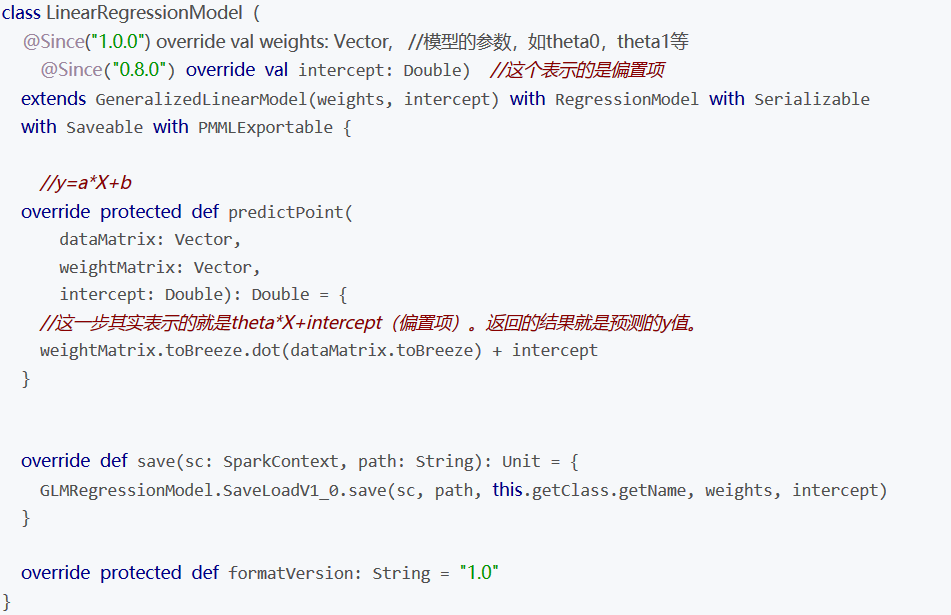 class LinearRegressionModel (
@Since("1.0.0") override val weights: Vector, //模型的参数，如theta0，theta1等
@Since("0.8.0") override val intercept: Double) //这个表示的是偏置项
extends GeneralizedLinearModel(weights, intercept) with RegressionModel with Serializable
with Saveable with PMMLExportable {
//y=a*X+b
override protected def predictPoint(
dataMatrix: Vector,
weightMatrix: Vector,
intercept: Double): Double = {
//这一步其实表示的就是theta*X+intercept（偏置项）。返回的结果就是预测的y值。
weightMatrix.toBreeze.dot(dataMatrix.toBreeze) + intercept
}
override def save(sc: SparkContext, path: String): Unit = {
GLMRegressionModel.SaveLoadV1_0.save(sc, path, this.getClass.getName, weights, intercept)
}
override protected def formatVersion: String = "1.0"
}